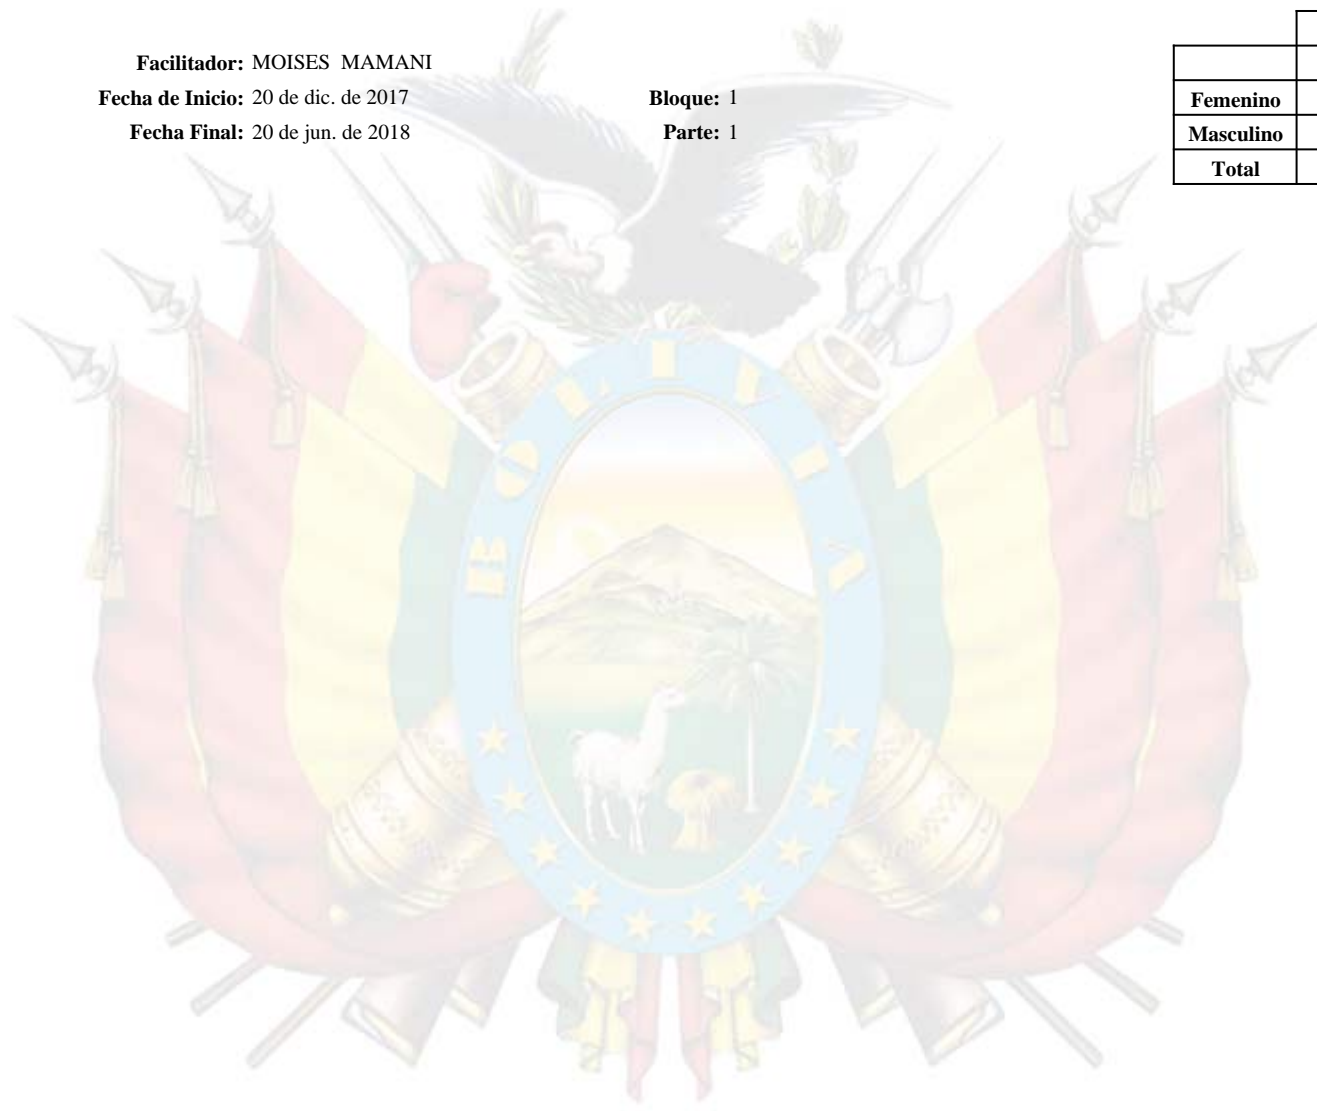 Facilitador: MOISES MAMANI
Fecha de Inicio: 20 de dic. de 2017 Bloque: 1
Fecha Final: 20 de jun. de 2018 Parte: 1
Femenino
Masculino
Total
BOLIVIA